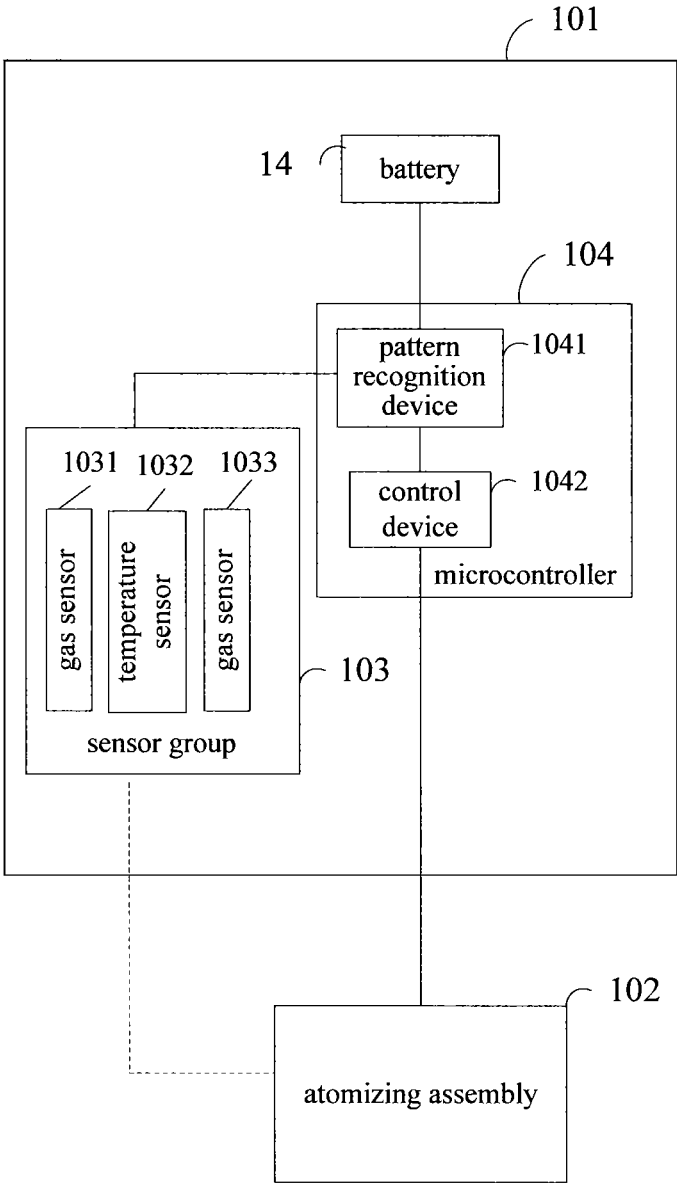 101
14
battery
104
pattern
recognition
device
1041
1031
1032
1033
control
device
1042
gas sensor
temperature
sensor
gas sensor
microcontroller
103
sensor group
102
atomizing assembly